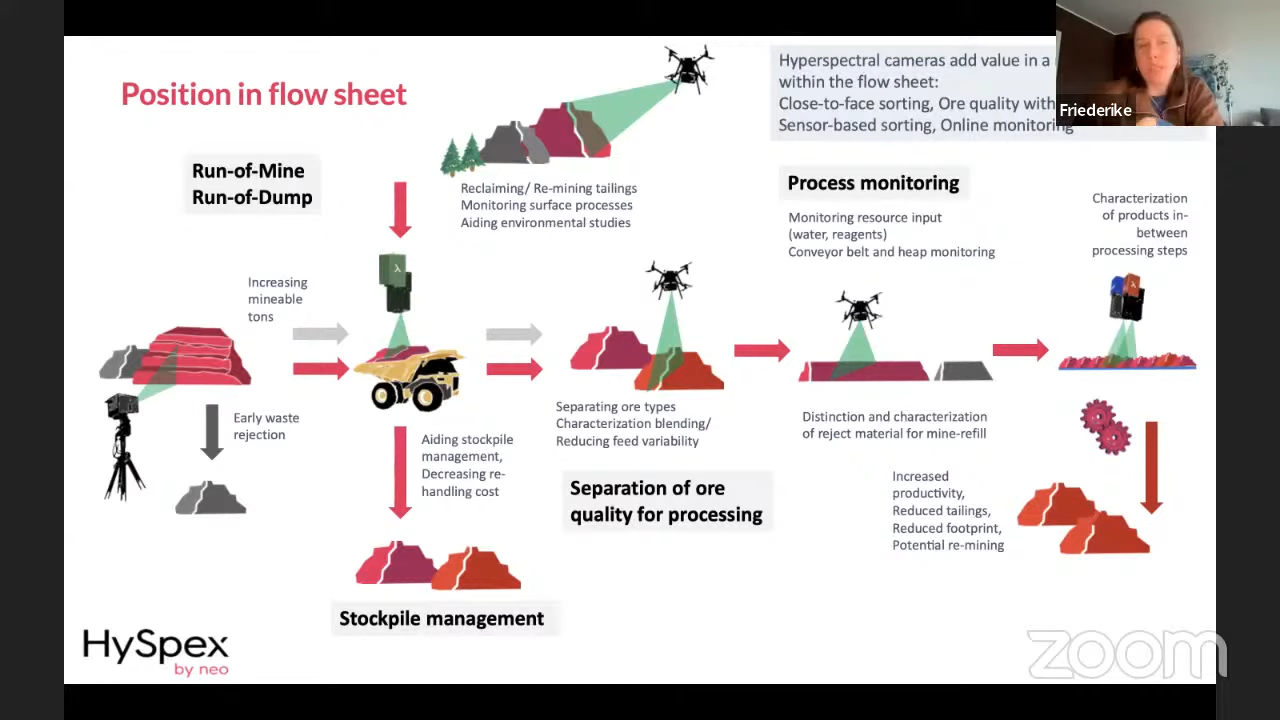 Position in flow sheet
Hyperspectral cameras add value in a
within the flow sheet:
Close-to-face sorting, Ore quality with
Sensor-based sorting, Online monitoring
Friederike
Run-of-Mine
Run-of-Dump
Reclaiming/ Re-mining tailings
Monitoring surface processes
Aiding environmental studies
Process monitoring
Monitoring resource input
(water, reagents)
Conveyor belt and heap monitoring
Characterization
of products in-
between
processing steps
Increasing
mineable
tons
λ
λ
Early waste
rejection
Aiding stockpile
management,
Decreasing re-
handling cost
Separating ore types
Characterization blending/
Reducing feed variability
Separation of ore
quality for processing
Distinction and characterization
of reject material for mine-refill
Increased
productivity,
Reduced tailings,
Reduced footprint,
Potential re-mining
Stockpile management
HySpex
by neo
zoom